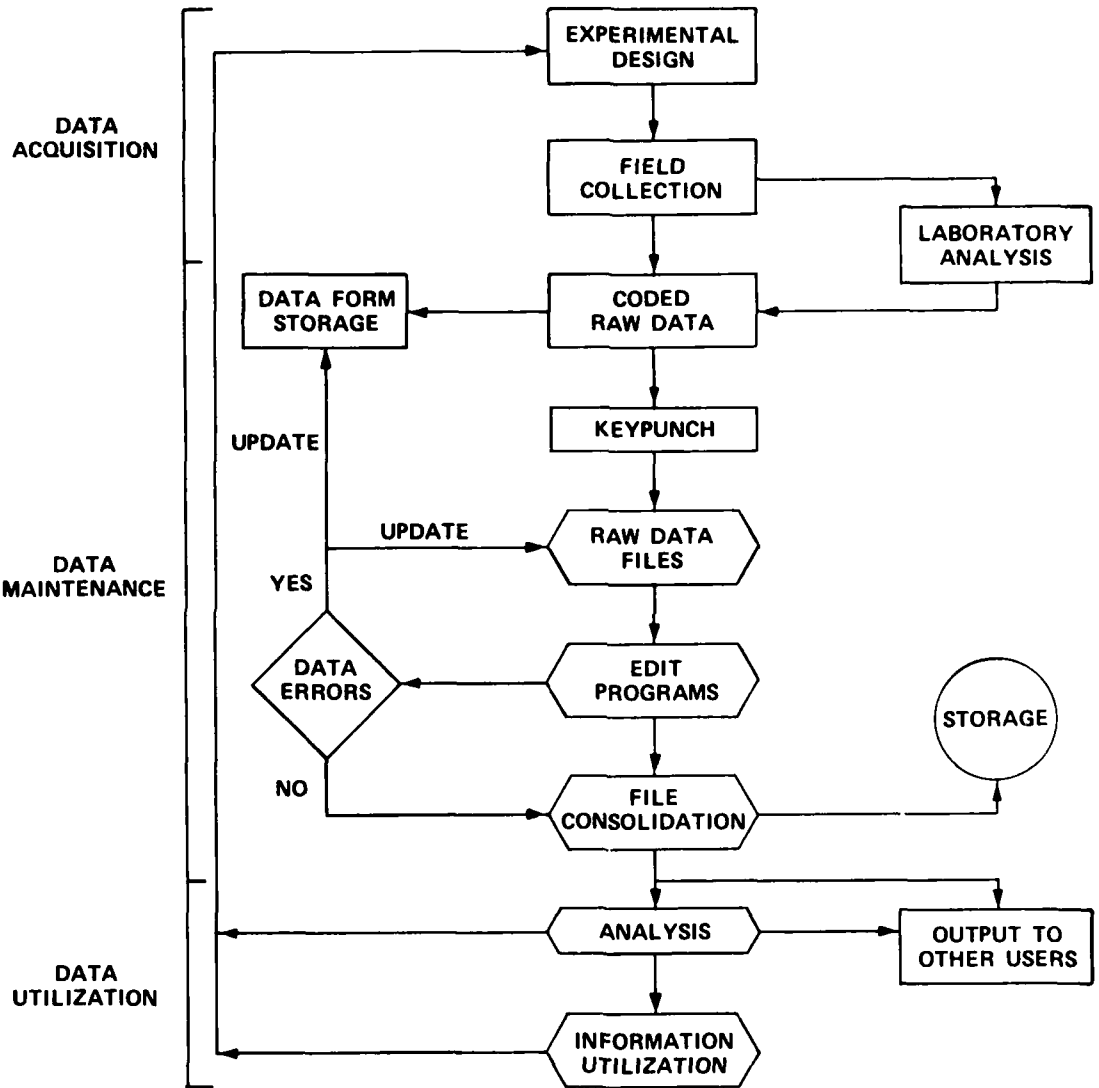 EXPERIMENTAL
DESIGN
DATA
ACQUISITION
FIELD
COLLECTION
LABORATORY
ANALYSIS
DATA FORM
STORAGE
CODED
RAW DATA
KEYPUNCH
UPDATE
UPDATE
RAW DATA
FILES
DATA
MAINTENANCE
YES
DATA
ERRORS
EDIT
PROGRAMS
STORAGE
NO
FILE
CONSOLIDATION
ANALYSIS
OUTPUT TO
OTHER USERS
DATA
UTILIZATION
INFORMATION
UTILIZATION